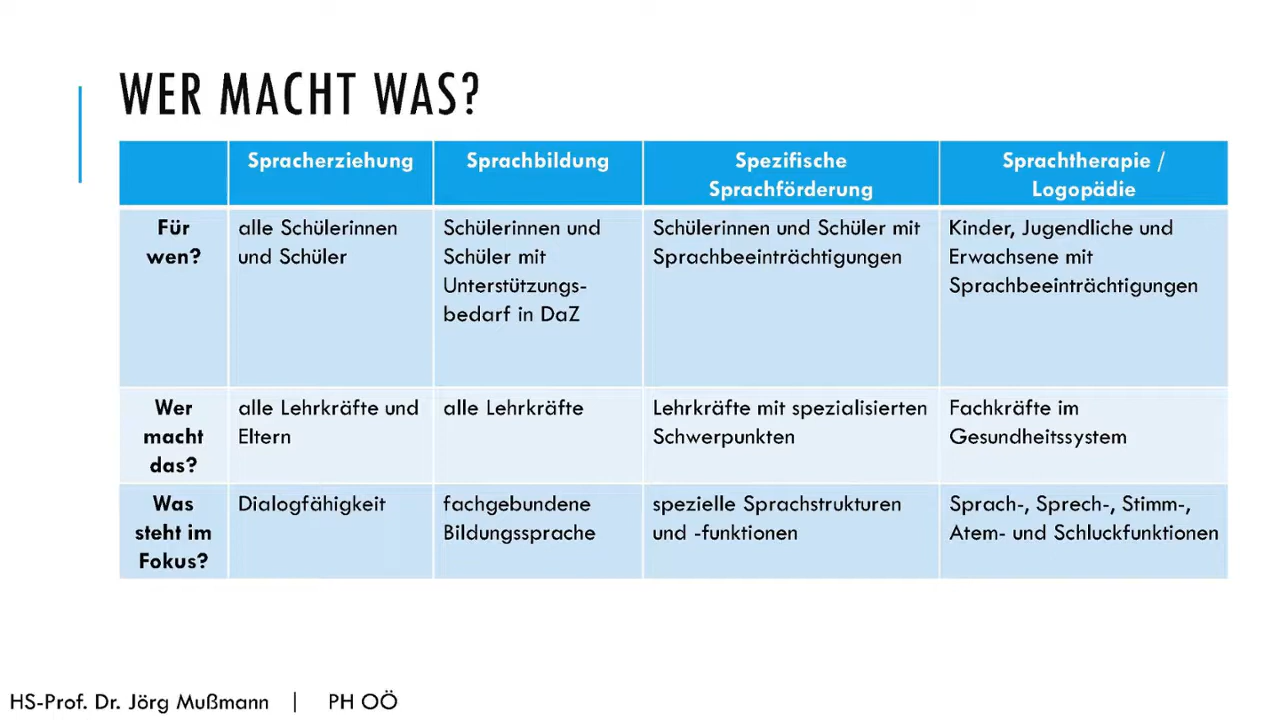 WER MACHT WAS?
Spracherziehung
Sprachbildung
Spezifische
Sprachförderung
Sprachtherapie /
Logopädie
Für
wen?
alle Schülerinnen
und Schüler
Schülerinnen und
Schüler mit
Unterstützungs-
bedarf in DaZ
Schülerinnen und Schüler mit
Sprachbeeinträchtigungen
Kinder, Jugendliche und
Erwachsene mit
Sprachbeeinträchtigungen
Wer
macht
das?
alle Lehrkräfte und
Eltern
alle Lehrkräfte
Lehrkräfte mit spezialisierten
Schwerpunkten
Fachkräfte im
Gesundheitssystem
Was
steht im
Fokus?
Dialogfähigkeit
fachgebundene
Bildungssprache
spezielle Sprachstrukturen
und -funktionen
Sprach-, Sprech-, Stimm-,
Atem- und Schluckfunktionen
HS-Prof. Dr. Jörg Mußmann | PH OÖ